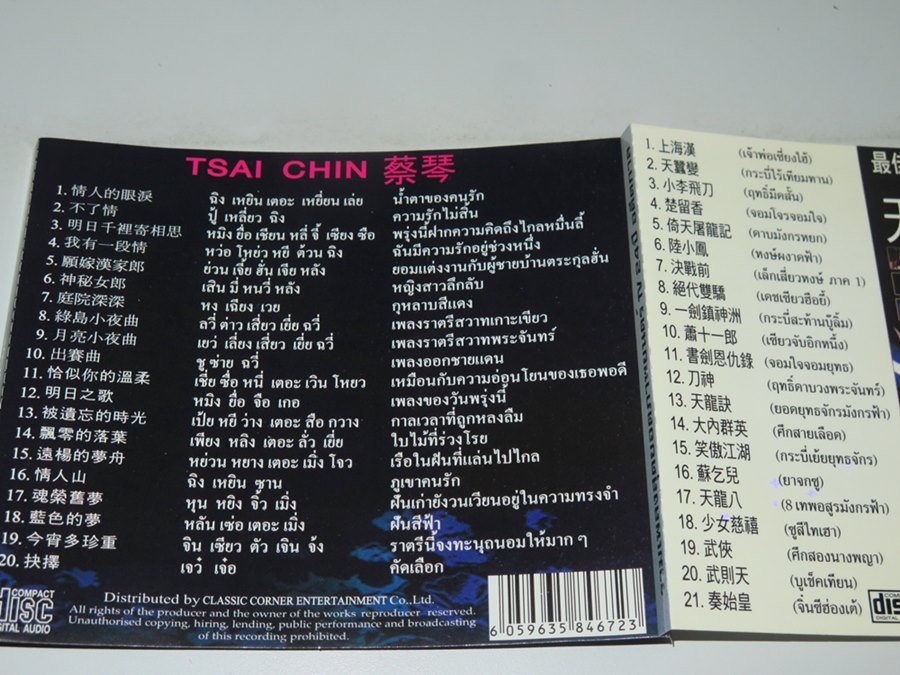 TSAI CHIN 蔡琴
1. 情人的眼淚 ฉิง เหยิน เตอะ เหยี่ยน เล่ย น้ำตาของคนรัก
2. 不了情 ปู้ เหลี่ยว ฉิง ความรักไม่สิ้น
3. 明日千裡寄相思 หมิง ยื่อ เชียน หลี่ จี้ เซียง ซือ พรุ่งนี้ฝากความคิดถึงไกลหมื่นลี้
4. 我有一段情 หว่อ โหย่ว หยี ต้วน ฉิง ฉันมีความรักอยู่ช่วงหนึ่ง
5. 願嫁漢家郎 ย่วน เจี้ย ฮั่น เจีย หลัง ยอมแต่งงานกับผู้ชายบ้านตระกูลฮั่น
6. 神秘女郎 เสิน มี่ หนวี่ หลัง หญิงสาวลึกลับ
7. 庭院深深 หง เฉียง เวย กุหลาบสีแดง
8. 綠島小夜曲 ลวี่ ต่าว เสี่ยว เยี่ย ฉวี่ เพลงราตรีสวาทเกาะเขียว
9. 月亮小夜曲 เยว่ เลี่ยง เสี่ยว เยี่ย ฉวี่ เพลงราตรีสวาทพระจันทร์
10. 出賽曲 ชู ซ่าย ฉวี่ เพลงออกชายแดน
11. 恰似你的溫柔 เชี่ย ซื่อ หนี่ เตอะ เวิน โหยว เหมือนกับความอ่อนโยนของเธอพอดี
12. 明日之歌 หมิง ยื่อ จือ เกอ เพลงของวันพรุ่งนี้
13. 被遺忘的時光 เป้ย หยี ว่าง เตอะ สือ กวาง กาลเวลาที่ถูกหลงลืม
14. 飄零的落葉 เพียง หลิง เตอะ ลั่ว เยี่ย ใบไม้ที่ร่วงโรย
15. 遠楊的夢舟 หย่วน หยาง เตอะ เมิ่ง โจว เรือในฝันที่แล่นไปไกล
16. 情人山 ฉิง เหยิน ซาน ภูเขาคนรัก
17. 魂縈舊夢 หุน หยิง จิ้ว เมิ่ง ฝันเก่ายังวนเวียนอยู่ในความทรงจำ
18. 藍色的夢 หลัน เซ่อ เตอะ เมิ่ง ฝันสีฟ้า
19. 今宵多珍重 จิน เซียว ตัว เจิน จ้ง ราตรีนี้จงทะนุถนอมให้มาก ๆ
20. 抉擇 เจว๋ เจ๋อ คัดเลือก
COMPACT disc DIGITAL AUDIO
Distributed by CLASSIC CORNER ENTERTAINMENT Co.,Ltd.
All rights of the producer and the owner of the works reproducer reserved.
Unauthorised copying, hiring, lending, public performance and broadcasting
of this recording prohibited.
6 059635 846723
1. 上海漢 (เจ้าพ่อเซี่ยงไฮ้)
2. 天蠶變 (กระบี่ไร้เทียมทาน)
3. 小李飛刀 (ฤทธิ์มีดสั้น)
4. 楚留香 (จอมโจรจอมใจ)
5. 倚天屠龍記 (ดาบมังกรหยก)
6. 陸小鳳 (หงษ์ผงาดฟ้า)
7. 決戰前 (เล็กเสี่ยวหงษ์ ภาค 1)
8. 絕代雙驕 (เดชเซียวฮื้อยี้)
9. 一劍鎮神洲 (กระบี่สะท้านบู๊ลิ้ม)
10. 蕭十一郎 (เซียวจับอิกหนึ้ง)
11. 書劍恩仇錄 (จอมใจจอมยุทธ)
12. 刀神 (ฤทธิ์ดาบวงพระจันทร์)
13. 天龍訣 (ยอดยุทธจักรมังกรฟ้า)
14. 大內群英 (ศึกสายเลือด)
15. 笑傲江湖 (กระบี่เย้ยยุทธจักร)
16. 蘇乞兒 (ยาจกซู)
17. 天龍八 (8 เทพอสูรมังกรฟ้า)
18. 少女慈禧 (ซูสีไทเฮา)
19. 武俠 (ศึกสองนางพญา)
20. 武則天 (บูเช็คเทียน)
21. 秦始皇 (จิ๋นซีฮ่องเต้)